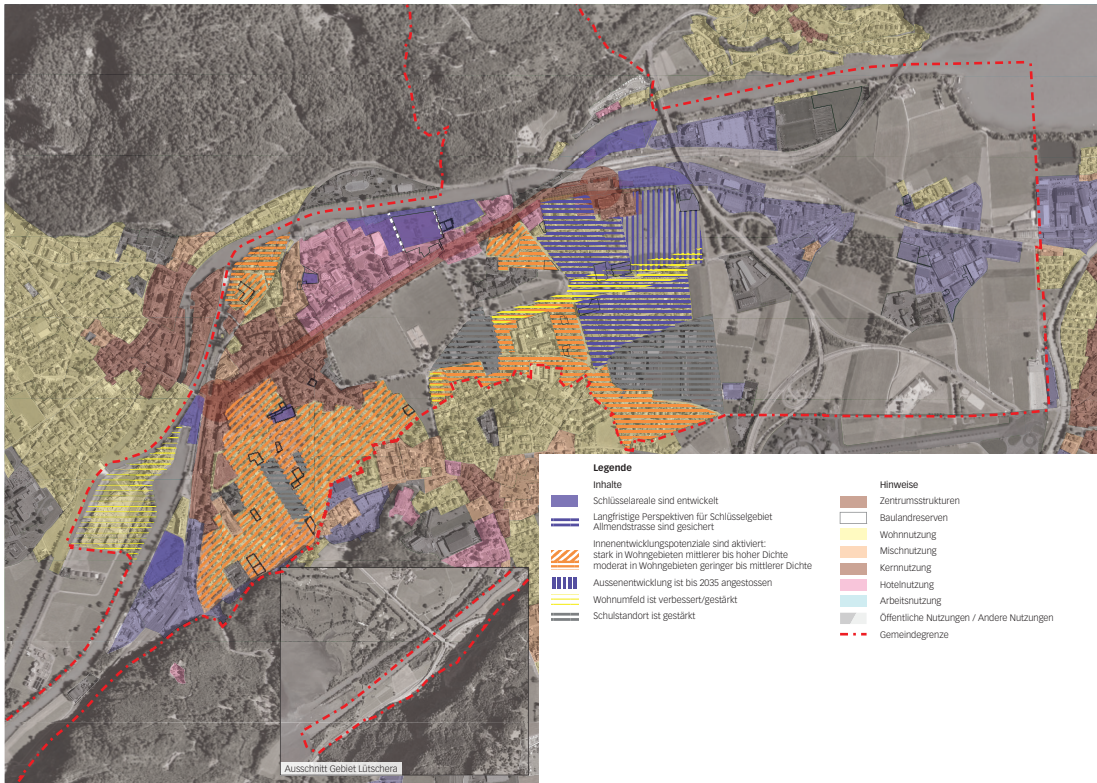 Legende
Inhalte
Schlüsselareale sind entwickelt
Langfristige Perspektiven für Schlüsselgebiet
Allmendstrasse sind gesichert
Innenentwicklungspotenziale sind aktiviert:
stark in Wohngebieten mittlerer bis hoher Dichte
moderat in Wohngebieten geringer bis mittlerer Dichte
Aussenentwicklung ist bis 2035 angestossen
Wohnumfeld ist verbessert/gestärkt
Schulstandort ist gestärkt
Hinweise
Zentrumsstrukturen
Baulandreserven
Wohnnutzung
Mischnutzung
Kernnutzung
Hotelnutzung
Arbeitsnutzung
Öffentliche Nutzungen / Andere Nutzungen
Gemeindegrenze
Ausschnitt Gebiet Lütschera